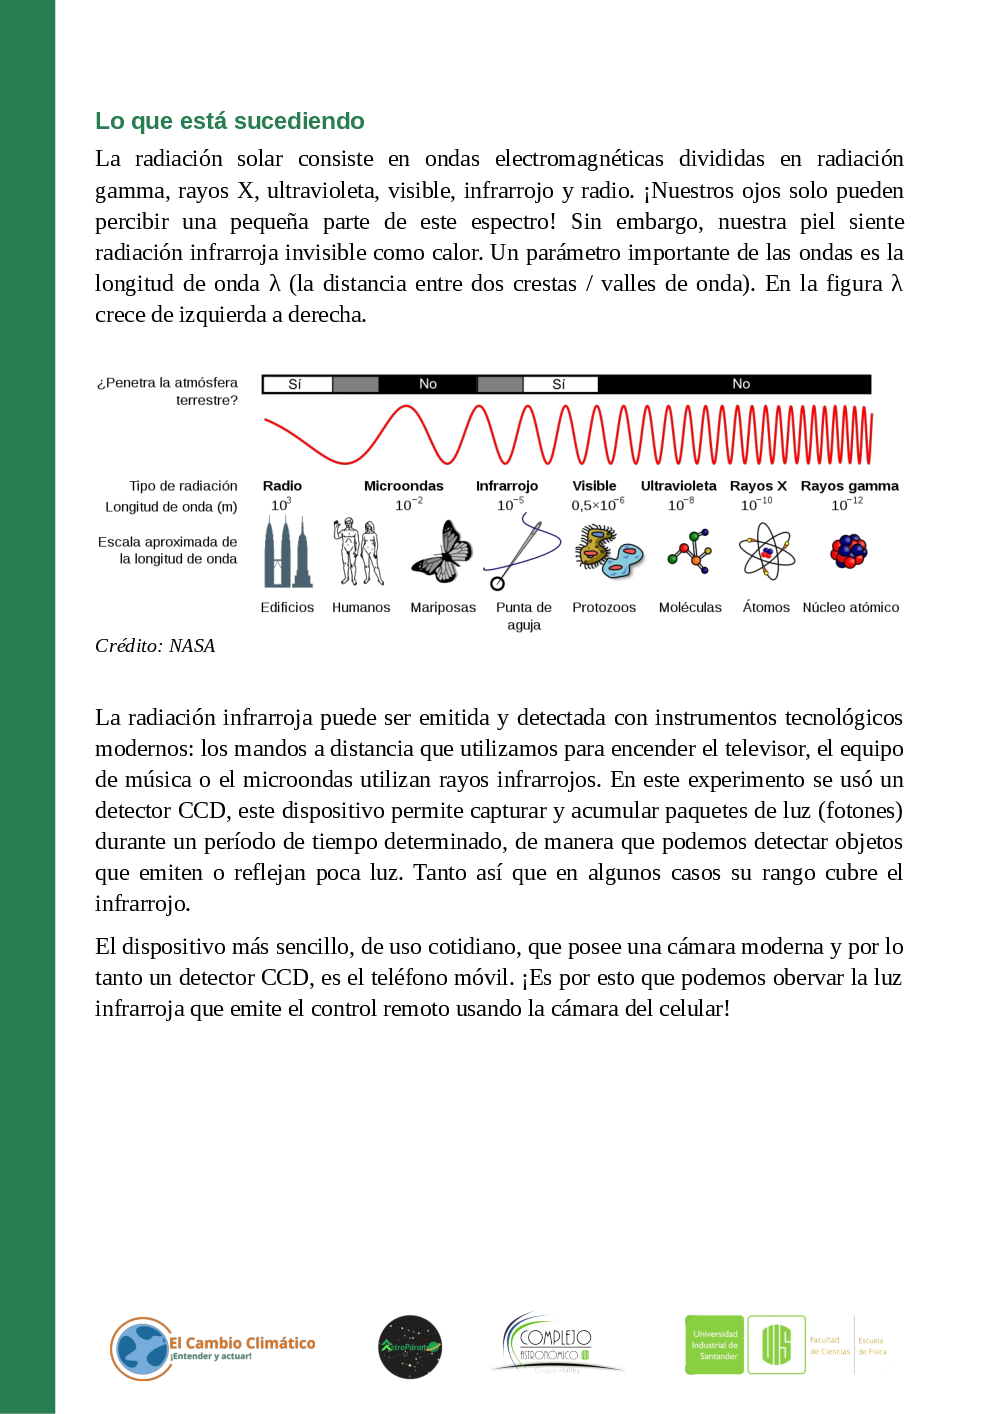 Lo que está sucediendo
La radiación solar consiste en ondas electromagnéticas divididas en radiación
gamma, rayos X, ultravioleta, visible, infrarrojo y radio. ¡Nuestros ojos solo pueden
percibir una pequeña parte de este espectro! Sin embargo, nuestra piel siente
radiación infrarroja invisible como calor. Un parámetro importante de las ondas es la
longitud de onda λ (la distancia entre dos crestas / valles de onda). En la figura λ
crece de izquierda a derecha.
¿Penetra la atmósfera
terrestre?
Sí No Sí No
Tipo de radiación Radio Microondas Infrarrojo Visible Ultravioleta Rayos X Rayos gamma
Longitud de onda (m) 10³ 10⁻² 10⁻⁵ 0,5×10⁻⁶ 10⁻⁸ 10⁻¹⁰ 10⁻¹²
Escala aproximada de
la longitud de onda
Edificios Humanos Mariposas Punta de aguja Protozoos Moléculas Átomos Núcleo atómico
Crédito: NASA
La radiación infrarroja puede ser emitida y detectada con instrumentos tecnológicos
modernos: los mandos a distancia que utilizamos para encender el televisor, el equipo
de música o el microondas utilizan rayos infrarrojos. En este experimento se usó un
detector CCD, este dispositivo permite capturar y acumular paquetes de luz (fotones)
durante un período de tiempo determinado, de manera que podemos detectar objetos
que emiten o reflejan poca luz. Tanto así que en algunos casos su rango cubre el
infrarrojo.
El dispositivo más sencillo, de uso cotidiano, que posee una cámara moderna y por lo
tanto un detector CCD, es el teléfono móvil. ¡Es por esto que podemos obervar la luz
infrarroja que emite el control remoto usando la cámara del celular!
El Cambio Climático
¡Entender y actuar!
AstroPáramo
COMPLEJO
ASTRONÓMICO
Grupo Halley
Universidad
Industrial de
Santander
UIS
Facultad
de Ciencias
Escuela
de Física